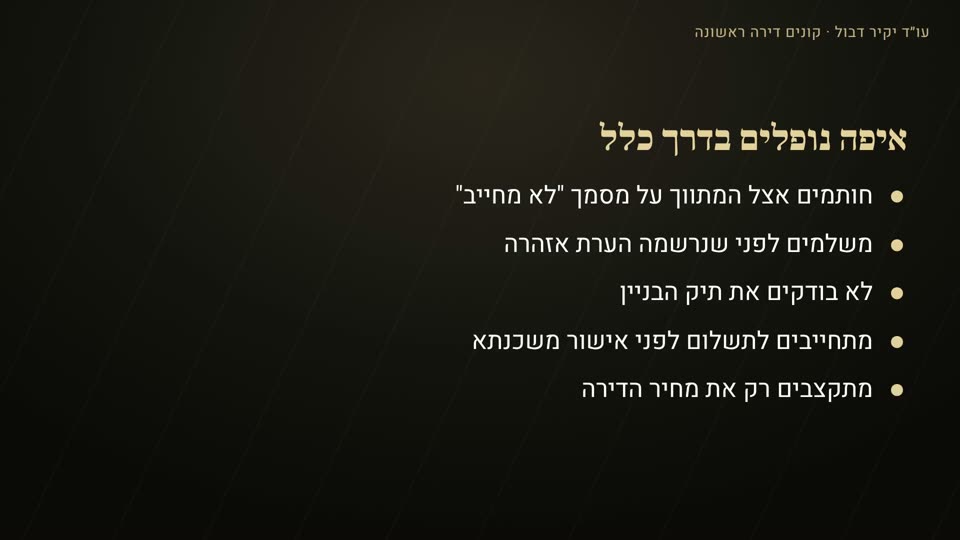 עו"ד יקיר דבול · קונים דירה ראשונה
איפה נופלים בדרך כלל
● חותמים אצל המתווך על מסמך "לא מחייב"
● משלמים לפני שנרשמה הערת אזהרה
● לא בודקים את תיק הבניין
● מתחייבים לתשלום לפני אישור משכנתא
● מתקצבים רק את מחיר הדירה